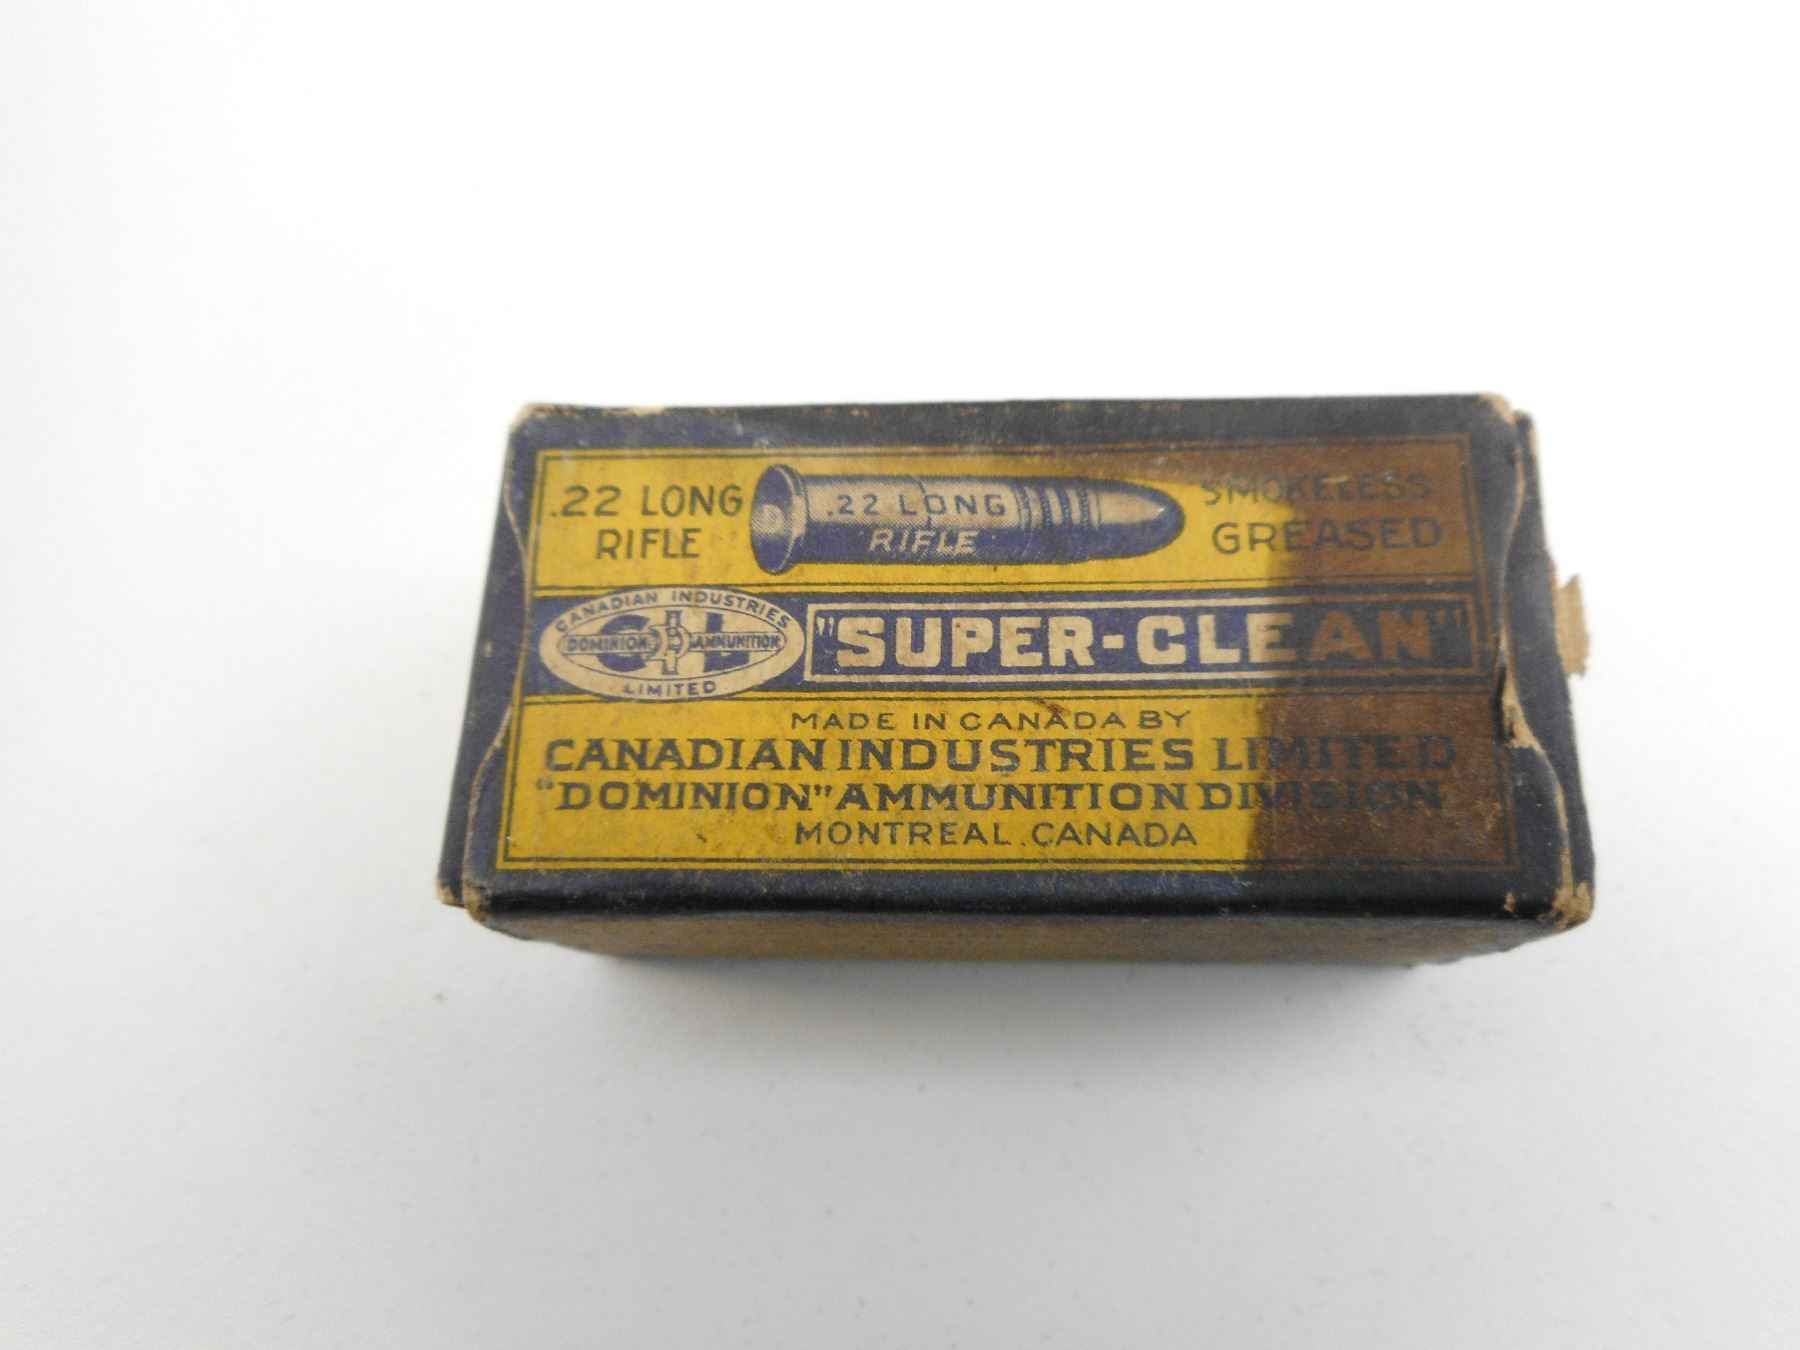 .22 LONG
RIFLE
D
.22 LONG
RIFLE
SMOKELESS
GREASED
CANADIAN INDUSTRIES
CIL
DOMINION AMMUNITION
LIMITED
"SUPER-CLEAN"
MADE IN CANADA BY
CANADIAN INDUSTRIES LIMITED
"DOMINION" AMMUNITION DIVISION
MONTREAL, CANADA